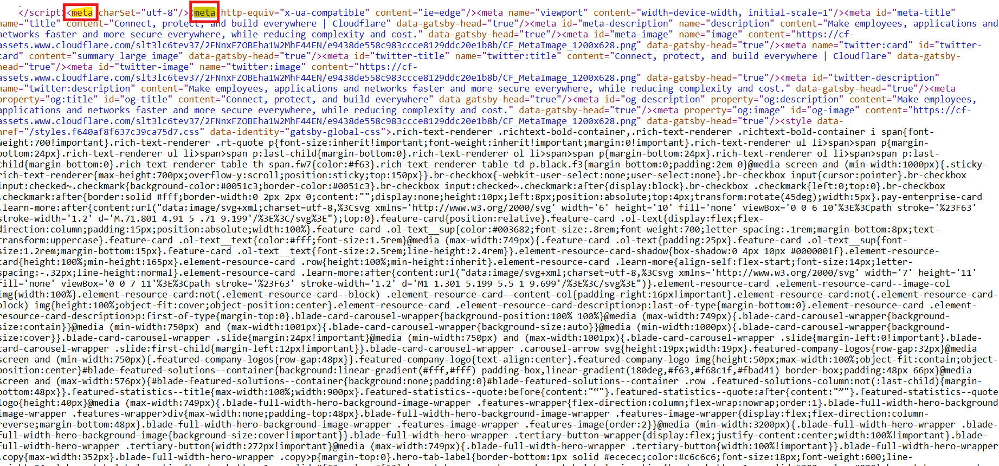 </script><meta charSet="utf-8"/><meta http-equiv="x-ua-compatible" content="ie=edge"/><meta name="viewport" content="width=device-width, initial-scale=1"/><meta id="meta-title"
name="title" content="Connect, protect, and build everywhere | Cloudflare" data-gatsby-head="true"/><meta id="meta-description" name="description" content="Make employees, applications and
networks faster and more secure everywhere, while reducing complexity and cost." data-gatsby-head="true"/><meta id="meta-image" name="image" content="https://cf-
assets.www.cloudflare.com/slt3lc6tev37/2FNnxFZOBEha1W2MhF44EN/e9438de558c983ccce8129ddc20e1b8b/CF_MetaImage_1200x628.png" data-gatsby-head="true"/><meta name="twitter:card" id="twitter-
card" content="summary_large_image" data-gatsby-head="true"/><meta id="twitter-title" name="twitter:title" content="Connect, protect, and build everywhere | Cloudflare" data-gatsby-
head="true"/><meta id="twitter-image" name="twitter:image" content="https://cf-
assets.www.cloudflare.com/slt3lc6tev37/2FNnxFZOBEha1W2MhF44EN/e9438de558c983ccce8129ddc20e1b8b/CF_MetaImage_1200x628.png" data-gatsby-head="true"/><meta id="twitter-description"
name="twitter:description" content="Make employees, applications and networks faster and more secure everywhere, while reducing complexity and cost." data-gatsby-head="true"/><meta
property="og:title" id="og-title" content="Connect, protect, and build everywhere" data-gatsby-head="true"/><meta id="og-description" property="og:description" content="Make employees,
applications and networks faster and more secure everywhere, while reducing complexity and cost." data-gatsby-head="true"/><meta property="og:image" id="og-image" content="https://cf-
assets.www.cloudflare.com/slt3lc6tev37/2FNnxFZOBEha1W2MhF44EN/e9438de558c983ccce8129ddc20e1b8b/CF_MetaImage_1200x628.png" data-gatsby-head="true"/><style data-
href="/styles.f640af8f637c39ca75d7.css" data-identity="gatsby-global-css">.rich-text-renderer .richtext-bold-container,.rich-text-renderer .richtext-bold-container i span{font-
weight:700!important}.rich-text-renderer .rt-quote p{font-size:inherit!important;font-weight:inherit!important;margin:0!important}.rich-text-renderer ul li>span>span p{margin-
bottom:24px}.rich-text-renderer ul li>span>span p:last-child{margin-bottom:0}.rich-text-renderer ol li>span>span p{margin-bottom:24px}.rich-text-renderer ol li>span>span p:last-
child{margin-bottom:0}.rich-text-renderer table th span.fw7{color:#f63}.rich-text-renderer table td p.black.f3{margin-bottom:0;padding:2em 0}@media screen and (min-width:1000px){.sticky-
rich-text-renderer{max-height:700px;overflow-y:scroll;position:sticky;top:150px}}.br-checkbox{-webkit-user-select:none;user-select:none}.br-checkbox input{cursor:pointer}.br-checkbox
input:checked~.checkmark{background-color:#0051c3;border-color:#0051c3}.br-checkbox input:checked~.checkmark:after{display:block}.br-checkbox .checkmark{left:0;top:0}.br-checkbox
.checkmark:after{border:solid #fff;border-width:0 2px 2px 0;content:"";display:none;height:10px;left:8px;position:absolute;top:4px;transform:rotate(45deg);width:5px}.pay-enterprise-card
.learn-more:after{content:url("data:image/svg+xml;charset=utf-8,%3Csvg xmlns='http://www.w3.org/2000/svg' width='6' height='10' fill='none' viewBox='0 0 6 10'%3E%3Cpath stroke='%23F63'
stroke-width='1.2' d='M.71.801 4.91 5 .71 9.199'/%3E%3C/svg%3E");top:0}.feature-card{position:relative}.feature-card .ol-text{display:flex;flex-
direction:column;padding:15px;position:absolute;width:100%}.feature-card .ol-text__sup{color:#003682;font-size:.8rem;font-weight:700;letter-spacing:.1rem;margin-bottom:8px;text-
transform:uppercase}.feature-card .ol-text__text{color:#fff;font-size:1.5rem}@media (max-width:749px){.feature-card .ol-text{padding:25px}.feature-card .ol-text__sup{font-
size:1.2rem;margin-bottom:15px}.feature-card .ol-text__text{font-size:2.5rem;line-height:2.4rem}}.element-resource-card-shadow{box-shadow:0 4px 10px #0000001f}.element-resource-
card{height:100%;min-height:165px}.element-resource-card .row{height:100%;min-height:inherit}.element-resource-card .learn-more{align-self:flex-start;font-size:14px;letter-
spacing:-.32px;line-height:normal}.element-resource-card .learn-more:after{content:url("data:image/svg+xml;charset=utf-8,%3Csvg xmlns='http://www.w3.org/2000/svg' width='7' height='11'
fill='none' viewBox='0 0 7 11'%3E%3Cpath stroke='%23F63' stroke-width='1.2' d='M1 1.301 5.199 5.5 1 9.699'/%3E%3C/svg%3E")}.element-resource-card .element-resource-card--image-col
img{width:100%}.element-resource-card:not(.element-resource-card--block) .element-resource-card--content-col{padding-right:16px!important}.element-resource-card:not(.element-resource-card-
block) img{height:100%;object-fit:cover;object-position:center}.element-resource-card .element-resource-card-description>p:last-of-type{margin-bottom:0}.element-resource-card .element-
resource-card-description>p:first-of-type{margin-top:0}.blade-card-carousel-wrapper{background-position:100% 100%}@media (max-width:749px){.blade-card-carousel-wrapper{background-
size:contain}}@media (min-width:750px) and (max-width:1001px){.blade-card-carousel-wrapper{background-size:auto}}@media (min-width:1000px){.blade-card-carousel-wrapper{background-
size:cover}}.blade-card-carousel-wrapper .slide{margin:24px!important}@media (min-width:750px) and (max-width:1001px){.blade-card-carousel-wrapper .slide{margin-left:0!important}.blade-
card-carousel-wrapper .slide:first-child{margin-left:12px!important}}.blade-card-carousel-wrapper .carousel-arrow svg{height:19px;width:19px}.featured-company-logos{row-gap:32px}@media
screen and (min-width:750px){.featured-company-logos{row-gap:48px}}.featured-company-logo{text-align:center}.featured-company-logo img{height:50px;max-width:100%;object-fit:contain;object-
position:center}#blade-featured-solutions--container{background:linear-gradient(#fff,#fff) padding-box,linear-gradient(180deg,#f63,#f68c1f,#fbad41) border-box;padding:48px 66px}@media
screen and (max-width:576px){#blade-featured-solutions--container{background:none;padding:0}#blade-featured-solutions--container .row .featured-solutions-column:not(:last-child){margin-
bottom:48px}}.featured-statistics--title{max-width:100%;width:900px}.featured-statistics--quote:before{content:"“"}.featured-statistics--quote:after{content:"”"}.featured-statistics--quote
logo{height:40px}@media (max-width:749px){.blade-full-width-hero-background-image-wrapper .features-wrapper{flex-direction:column;flex-wrap:nowrap;order:1}.blade-full-width-hero-background
image-wrapper .features-wrapper>div{max-width:none;padding-top:48px}.blade-full-width-hero-background-image-wrapper .features-image-wrapper{display:flex;flex-direction:column-
reverse;margin-bottom:48px}.blade-full-width-hero-background-image-wrapper .features-image-wrapper .features-image{order:2}}@media (min-width:3200px){.blade-full-width-hero-wrapper .blade-
full-width-hero-background-image{background-size:cover!important}}.blade-full-width-hero-wrapper .tertiary-button-wrapper{display:flex;justify-content:center;width:100%!important}.blade-
full-width-hero-wrapper .tertiary-button{width:272px!important}@media (max-width:749px){.blade-full-width-hero-wrapper .tertiary-button{width:100%!important}}.blade-full-width-hero-wrapper
.copy{max-width:352px}.blade-full-width-hero-wrapper .copy>p{margin-top:0}.hero-tab-label{border-bottom:1px solid #ececec;color:#c6c6c6;font-size:18px;font-weight:600;line-